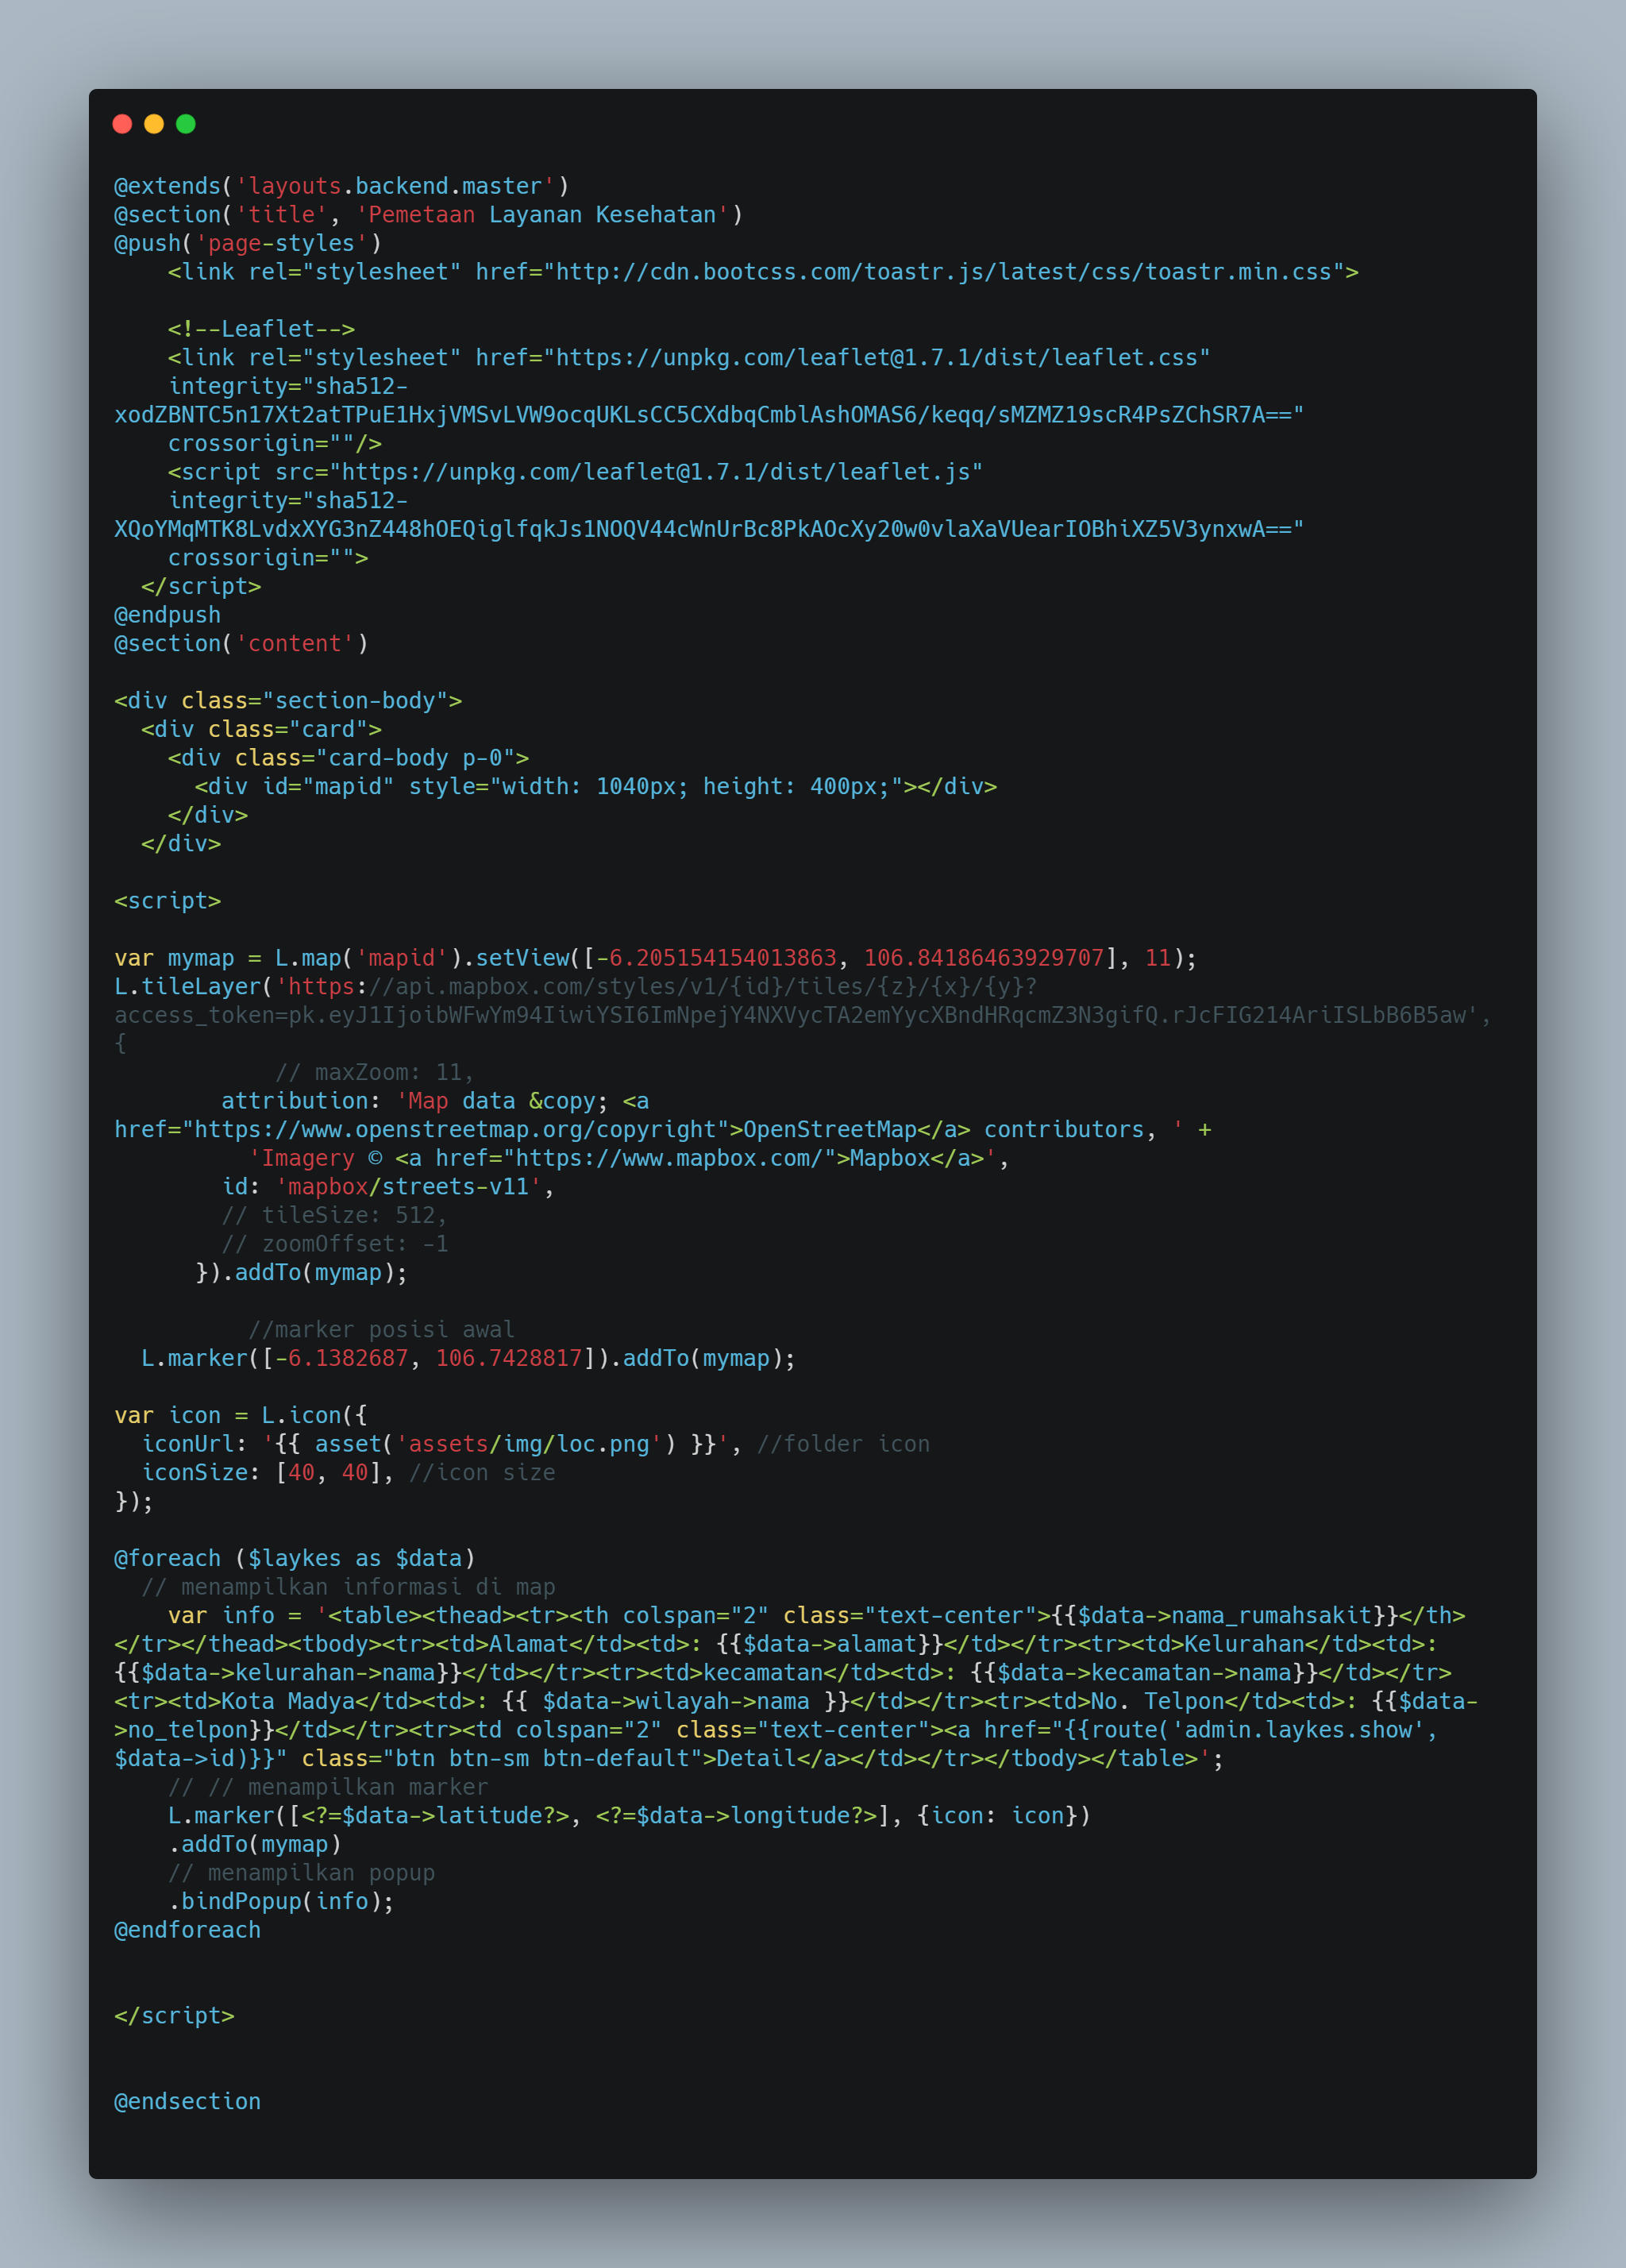 @extends('layouts.backend.master')
@section('title', 'Pemetaan Layanan Kesehatan')
@push('page-styles')
    <link rel="stylesheet" href="http://cdn.bootcss.com/toastr.js/latest/css/toastr.min.css">

    <!--Leaflet-->
    <link rel="stylesheet" href="https://unpkg.com/leaflet@1.7.1/dist/leaflet.css"
    integrity="sha512-
xodZBNTC5n17Xt2atTPuE1HxjVMSvLVW9ocqUKLsCC5CXdbqCmblAshOMAS6/keqq/sMZMZ19scR4PsZChSR7A=="
    crossorigin=""/>
    <script src="https://unpkg.com/leaflet@1.7.1/dist/leaflet.js"
    integrity="sha512-
XQoYMqMTK8LvdxXYG3nZ448hOEQiglfqkJs1NOQV44cWnUrBc8PkAOcXy20w0vlaXaVUearIOBhiXZ5V3ynxwA=="
    crossorigin="">
  </script>
@endpush
@section('content')

<div class="section-body">
  <div class="card">
    <div class="card-body p-0">
      <div id="mapid" style="width: 1040px; height: 400px;"></div>
    </div>
  </div>

<script>

var mymap = L.map('mapid').setView([-6.205154154013863, 106.84186463929707], 11);
L.tileLayer('https://api.mapbox.com/styles/v1/{id}/tiles/{z}/{x}/{y}?
access_token=pk.eyJ1IjoibWFwYm94IiwiYSI6ImNpejY4NXVycTA2emYycXBndHRqcmZ3N3gifQ.rJcFIG214AriISLbB6B5aw',
{
            // maxZoom: 11,
        attribution: 'Map data &copy; <a
href="https://www.openstreetmap.org/copyright">OpenStreetMap</a> contributors, ' +
          'Imagery © <a href="https://www.mapbox.com/">Mapbox</a>',
        id: 'mapbox/streets-v11',
        // tileSize: 512,
        // zoomOffset: -1
      }).addTo(mymap);

          //marker posisi awal
  L.marker([-6.1382687, 106.7428817]).addTo(mymap);

var icon = L.icon({
  iconUrl: '{{ asset('assets/img/loc.png') }}', //folder icon
  iconSize: [40, 40], //icon size
});

@foreach ($laykes as $data)
  // menampilkan informasi di map
    var info = '<table><thead><tr><th colspan="2" class="text-center">{{$data->nama_rumahsakit}}</th>
</tr></thead><tbody><tr><td>Alamat</td><td>: {{$data->alamat}}</td></tr><tr><td>Kelurahan</td><td>:
{{$data->kelurahan->nama}}</td></tr><tr><td>kecamatan</td><td>: {{$data->kecamatan->nama}}</td></tr>
<tr><td>Kota Madya</td><td>: {{ $data->wilayah->nama }}</td></tr><tr><td>No. Telpon</td><td>: {{$data-
>no_telpon}}</td></tr><tr><td colspan="2" class="text-center"><a href="{{route('admin.laykes.show',
$data->id)}}" class="btn btn-sm btn-default">Detail</a></td></tr></tbody></table>';
    // // menampilkan marker
    L.marker([<?=$data->latitude?>, <?=$data->longitude?>], {icon: icon})
    .addTo(mymap)
    // menampilkan popup
    .bindPopup(info);
@endforeach


</script>


@endsection